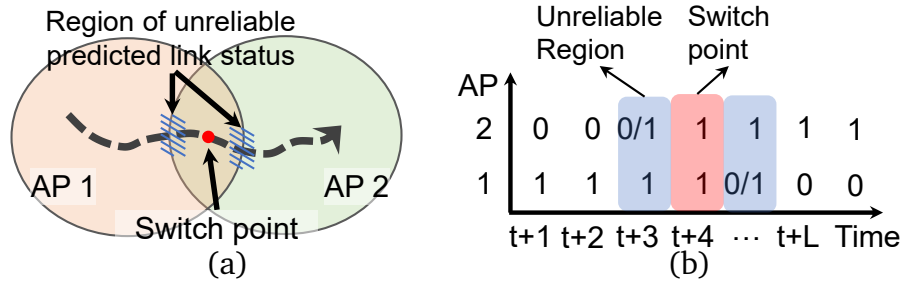 Region of unreliable
predicted link status
AP 1
AP 2
Switch point
(a)
Unreliable
Region
Switch
point
AP
2 0 0 0/1 1 1 1 1
1 1 1 1 1 0/1 0 0
t+1 t+2 t+3 t+4 ... t+L Time
(b)